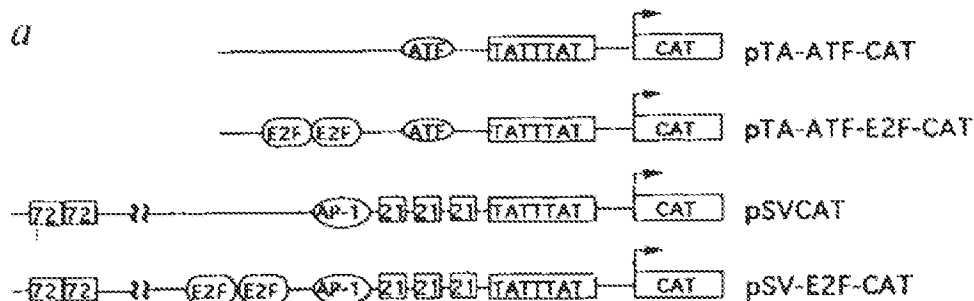 a
ATF TATTTAT CAT pTA-ATF-CAT
E2F E2F ATF TATTTAT CAT pTA-ATF-E2F-CAT
72 72 AP-1 21 21 21 TATTTAT CAT pSVCAT
72 72 E2F E2F AP-1 21 21 21 TATTTAT CAT pSV-E2F-CAT